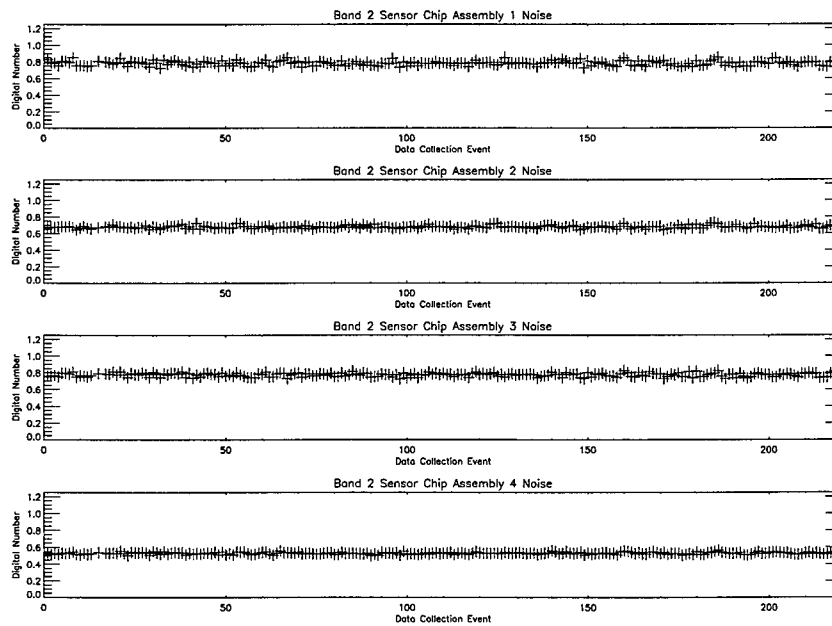 Band 2 Sensor Chip Assembly 1 Noise
1.2
1.0
0.8
0.6
0.4
0.2
0.0
Digital Number
0 50 100 150 200
Data Collection Event
Band 2 Sensor Chip Assembly 2 Noise
1.2
1.0
0.8
0.6
0.4
0.2
0.0
Digital Number
0 50 100 150 200
Data Collection Event
Band 2 Sensor Chip Assembly 3 Noise
1.2
1.0
0.8
0.6
0.4
0.2
0.0
Digital Number
0 50 100 150 200
Data Collection Event
Band 2 Sensor Chip Assembly 4 Noise
1.2
1.0
0.8
0.6
0.4
0.2
0.0
Digital Number
0 50 100 150 200
Data Collection Event